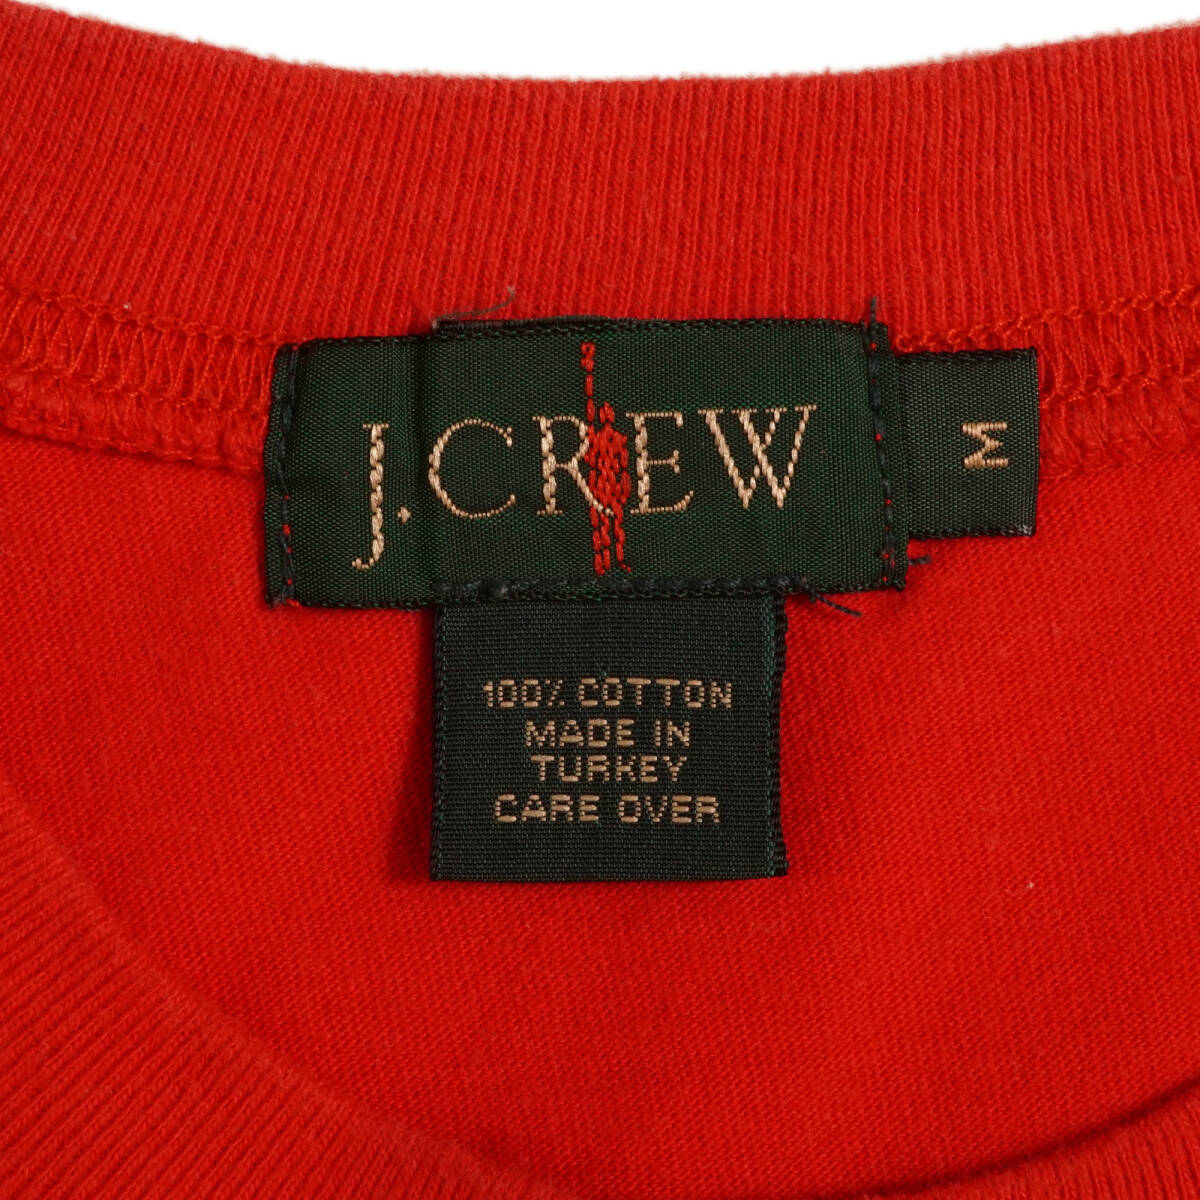 J.CREW
M
100% COTTON
MADE IN
TURKEY
CARE OVER